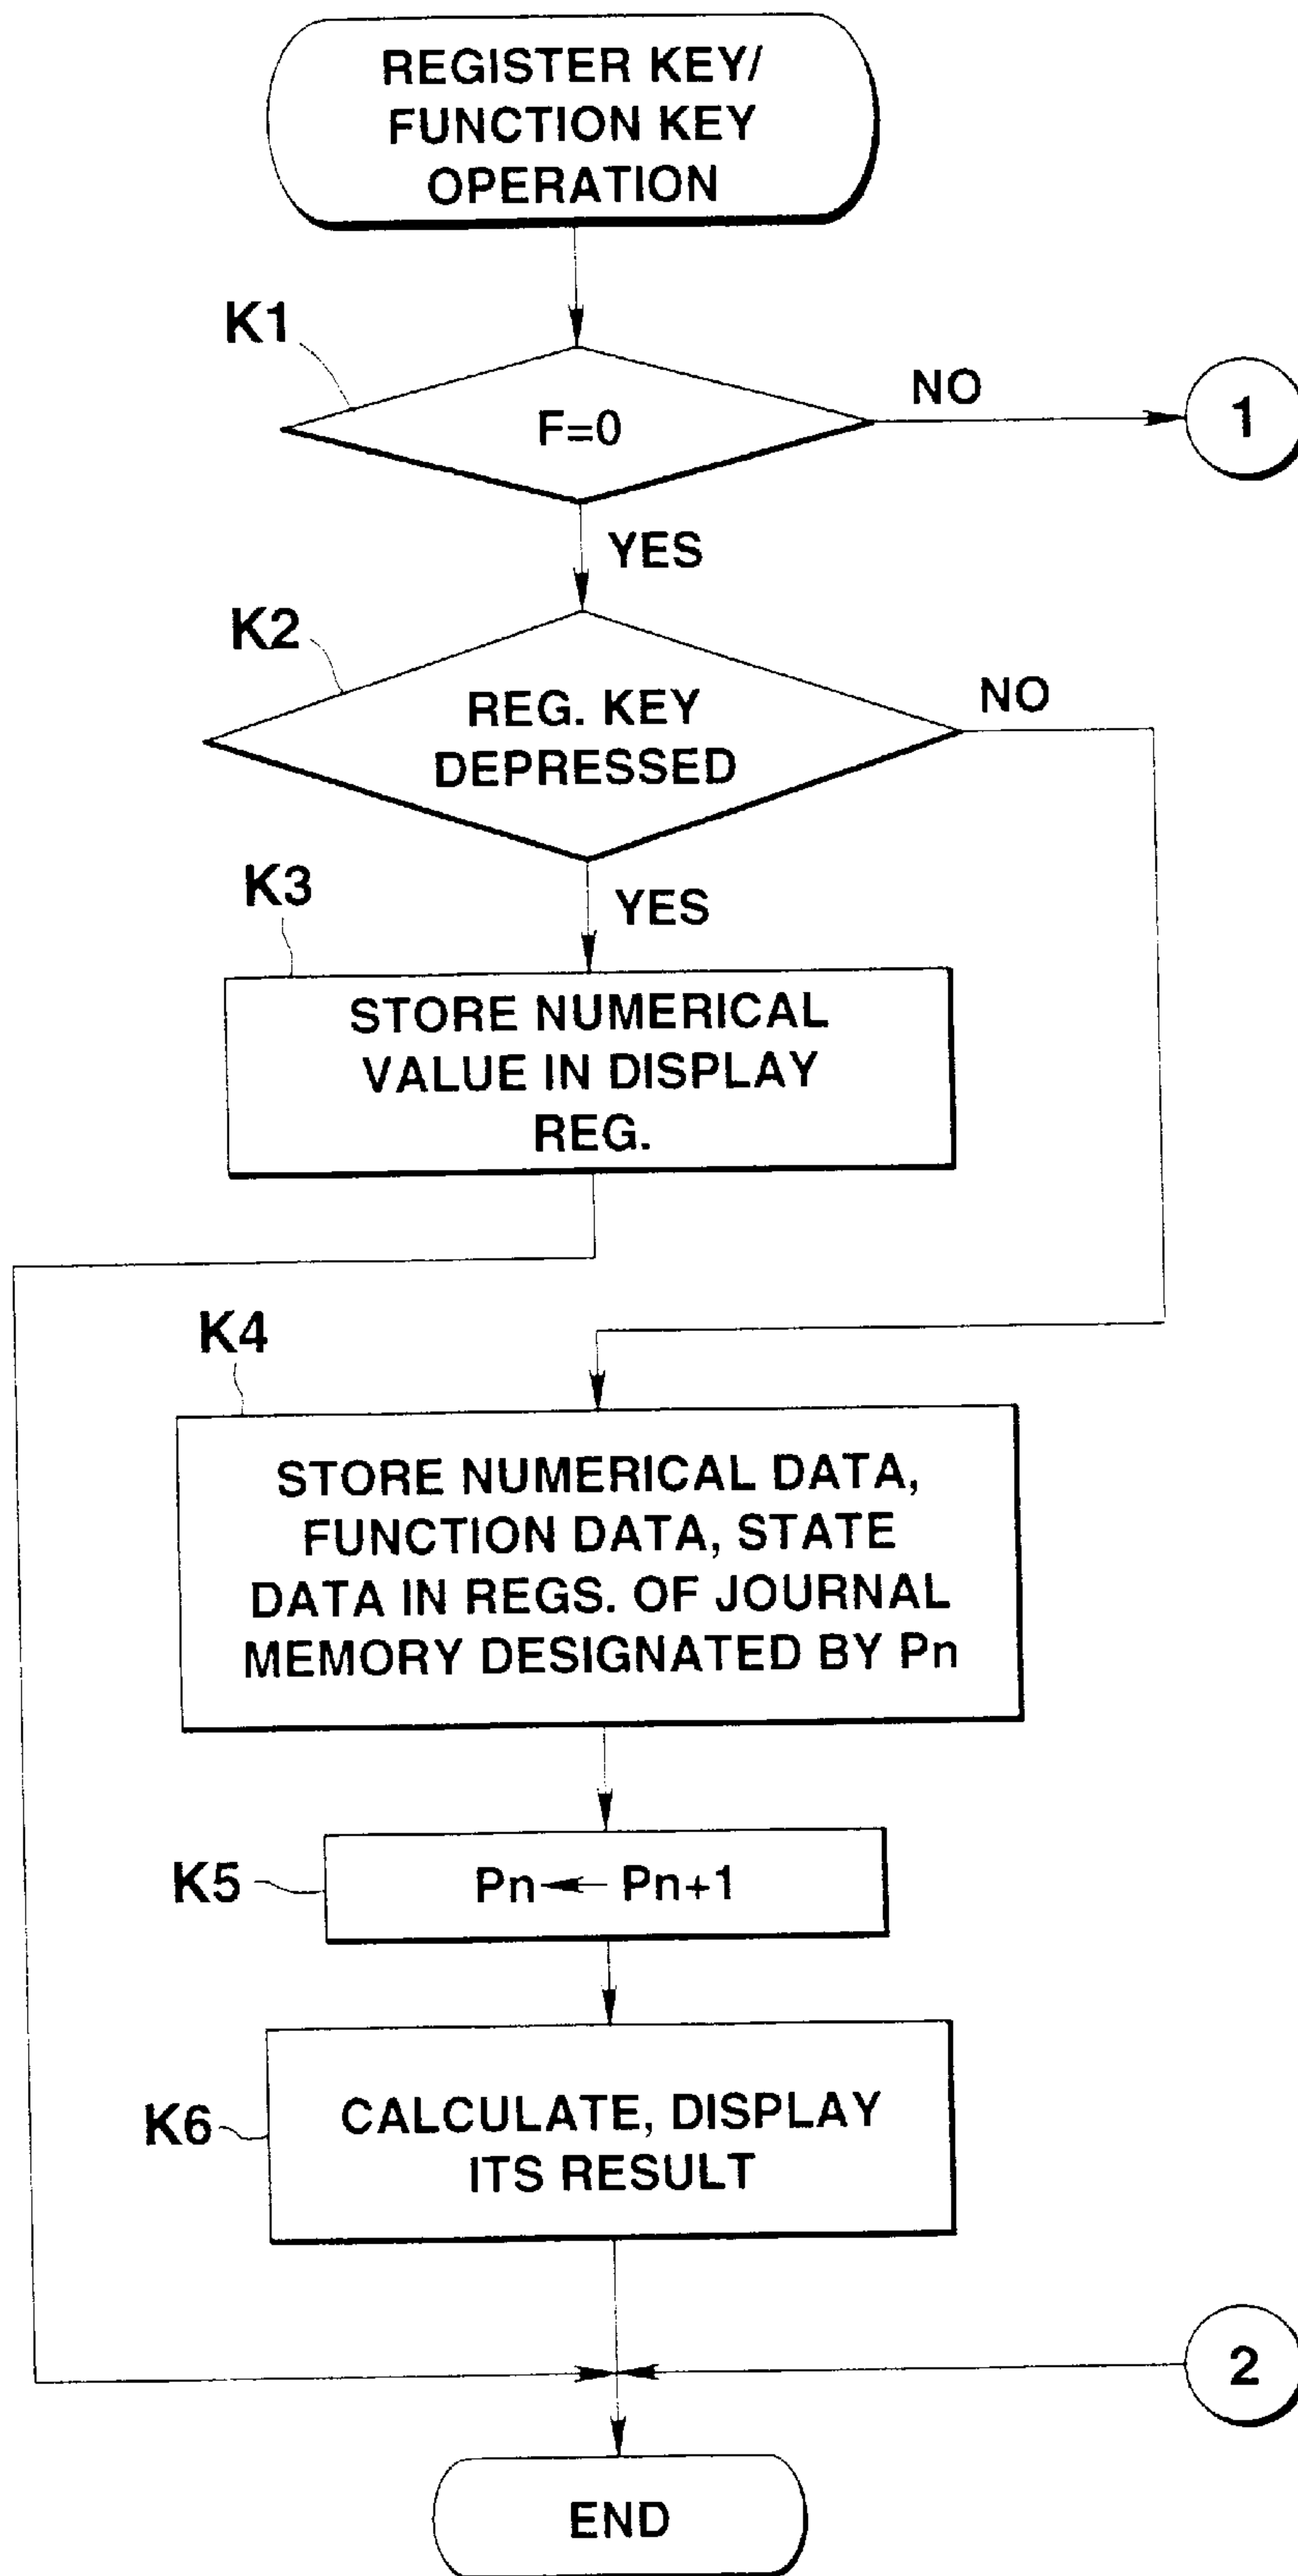 REGISTER KEY/
FUNCTION KEY
OPERATION
K1
F=0
NO
1
YES
K2
REG. KEY
DEPRESSED
NO
K3
YES
STORE NUMERICAL
VALUE IN DISPLAY
REG.
K4
STORE NUMERICAL DATA,
FUNCTION DATA, STATE
DATA IN REGS. OF JOURNAL
MEMORY DESIGNATED BY Pn
K5
Pn ← Pn+1
K6
CALCULATE, DISPLAY
ITS RESULT
2
END